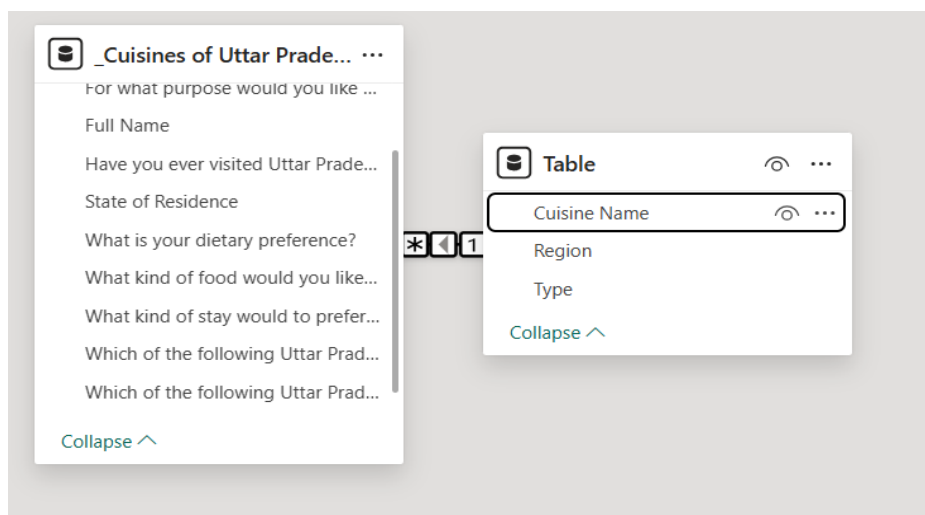 _Cuisines of Uttar Prade... ...
For what purpose would you like ...
Full Name
Have you ever visited Uttar Prade...
State of Residence
What is your dietary preference?
What kind of food would you like...
What kind of stay would to prefer...
Which of the following Uttar Prad...
Which of the following Uttar Prad...
Collapse
* 1
Table ...
Cuisine Name ...
Region
Type
Collapse